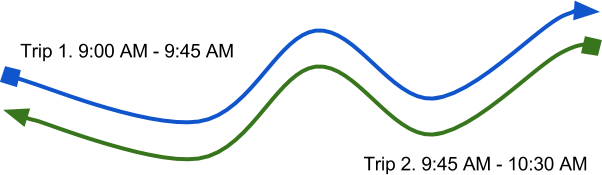 Trip 1. 9:00 AM - 9:45 AM
Trip 2. 9:45 AM - 10:30 AM